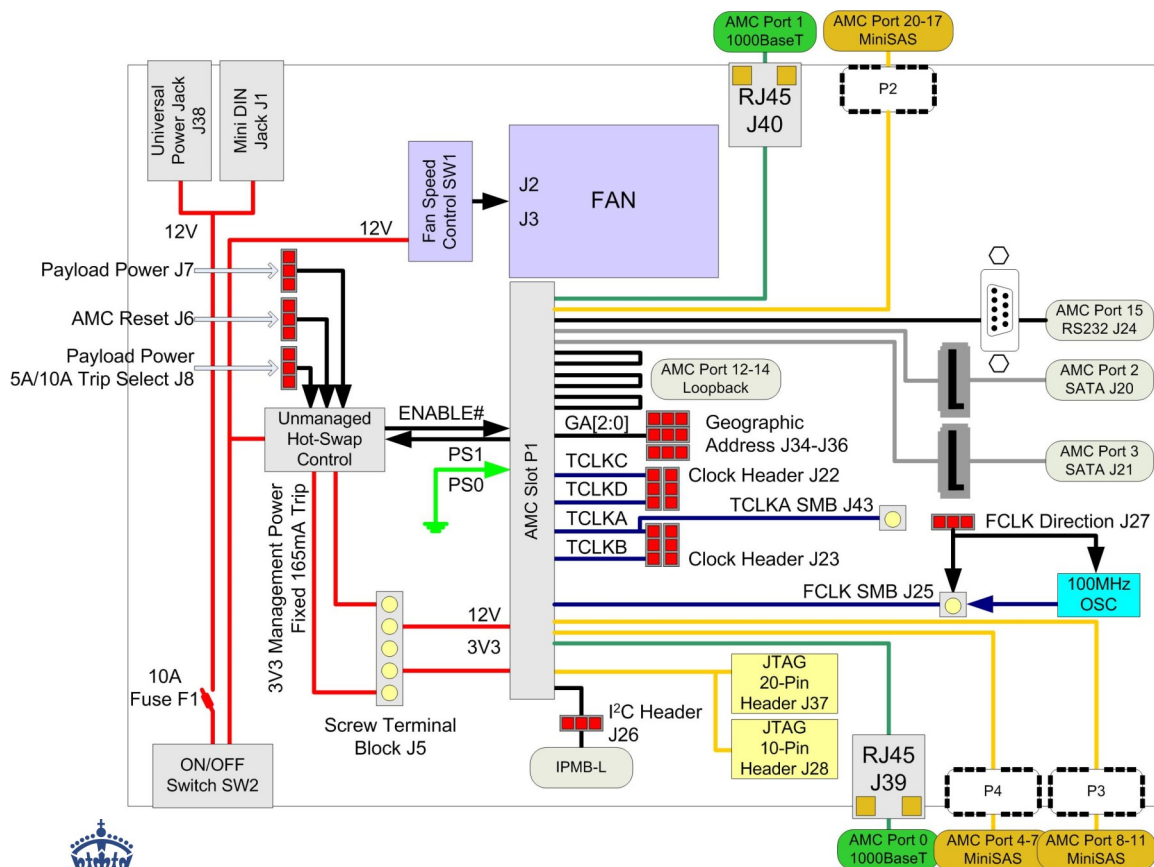 AMC Port 1
1000BaseT
AMC Port 20-17
MiniSAS
Universal
Power Jack
J38
Mini DIN
Jack J1
RJ45
J40
P2
Fan Speed
Control SW1
J2
J3
FAN
12V
12V
Payload Power J7
AMC Reset J6
Payload Power
5A/10A Trip Select J8
AMC Port 15
RS232 J24
AMC Port 2
SATA J20
AMC Port 3
SATA J21
AMC Port 12-14
Loopback
Unmanaged
Hot-Swap
Control
ENABLE#
PS1
PS0
AMC Slot P1
GA[2:0]
Geographic
Address J34-J36
TCLKC
TCLKD
Clock Header J22
TCLKA
TCLKB
TCLKA SMB J43
Clock Header J23
FCLK Direction J27
FCLK SMB J25
100MHz
OSC
3V3 Management Power
Fixed 165mA Trip
12V
3V3
10A
Fuse F1
Screw Terminal
Block J5
JTAG
20-Pin
Header J37
JTAG
10-Pin
Header J28
I²C Header
J26
IPMB-L
ON/OFF
Switch SW2
RJ45
J39
P4
P3
AMC Port 0
1000BaseT
AMC Port 4-7
MiniSAS
AMC Port 8-11
MiniSAS